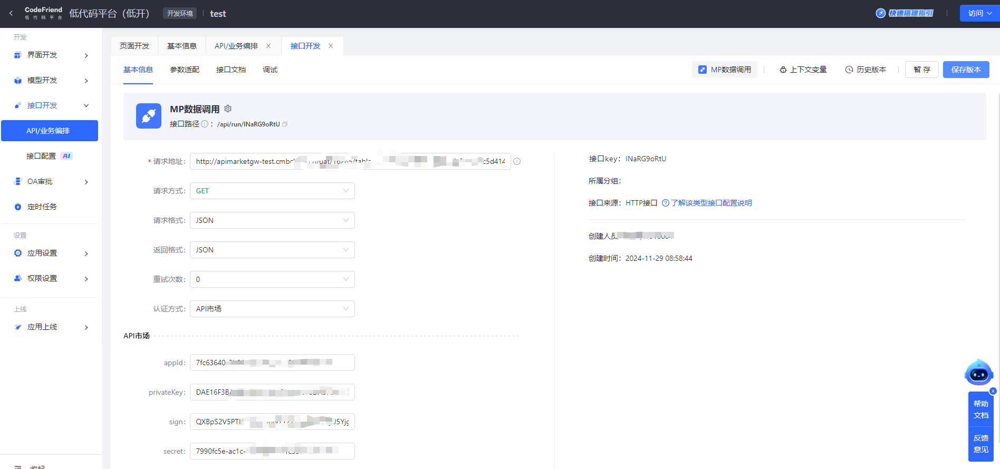 CodeFriend
低代码平台
低代码平台（低开）
开发环境
test
快速搭建指引
访问
开发
界面开发
模型开发
接口开发
API/业务编排
接口配置 AI
OA审批
定时任务
设置
应用设置
权限设置
上线
应用上线
收起
页面开发
基本信息
API/业务编排
接口开发
基本信息
参数适配
接口文档
调试
MP数据调用
上下文变量
历史版本
暂 存
保存版本
MP数据调用
接口路径 : /api/run/INaRG9oRtU
* 请求地址: http://apimarketgw-test.cmbc c5d414
请求方式: GET
请求格式: JSON
返回格式: JSON
重试次数: 0
认证方式: API市场
API市场
appId: 7fc63640
privateKey: DAE16F3B
sign: QXBpS2V5PTI J5Yjg
secret: 7990fc5e-ac1c-
接口key: INaRG9oRtU
所属分组:
接口来源: HTTP接口 了解该类型接口配置说明
创建人员
创建时间: 2024-11-29 08:58:44
帮助
文档
反馈
意见